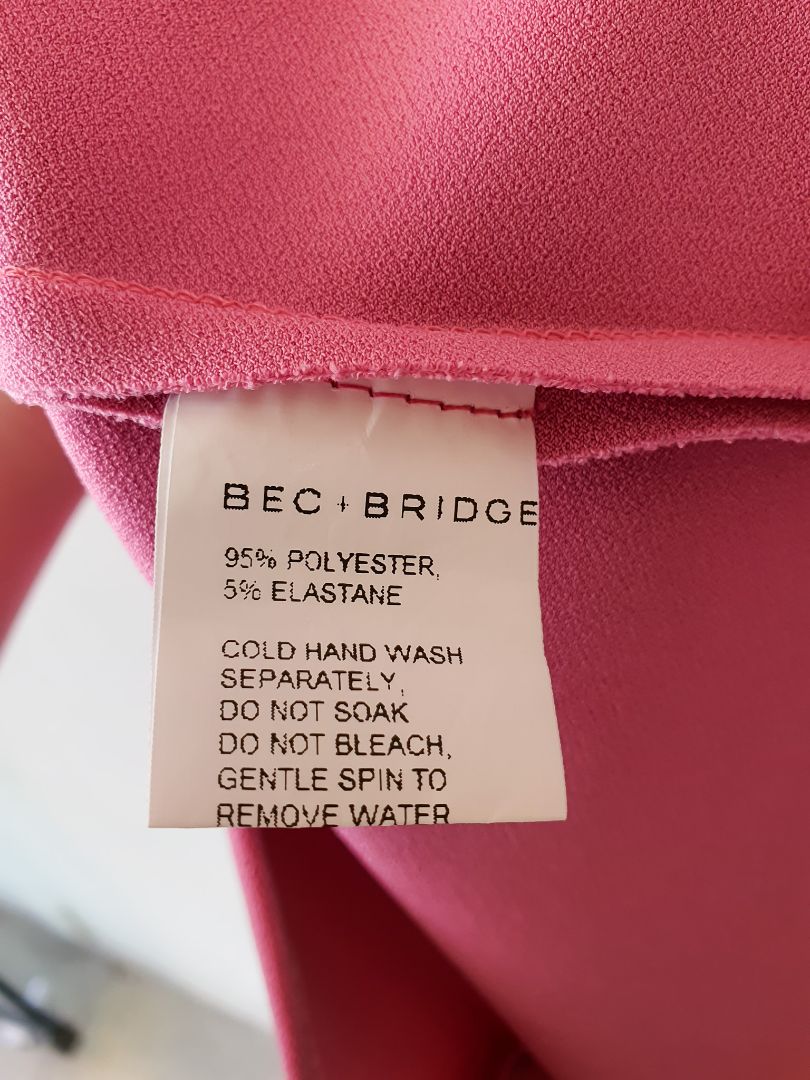 BEC + BRIDGE
95% POLYESTER,
5% ELASTANE
COLD HAND WASH
SEPARATELY,
DO NOT SOAK
DO NOT BLEACH,
GENTLE SPIN TO
REMOVE WATER